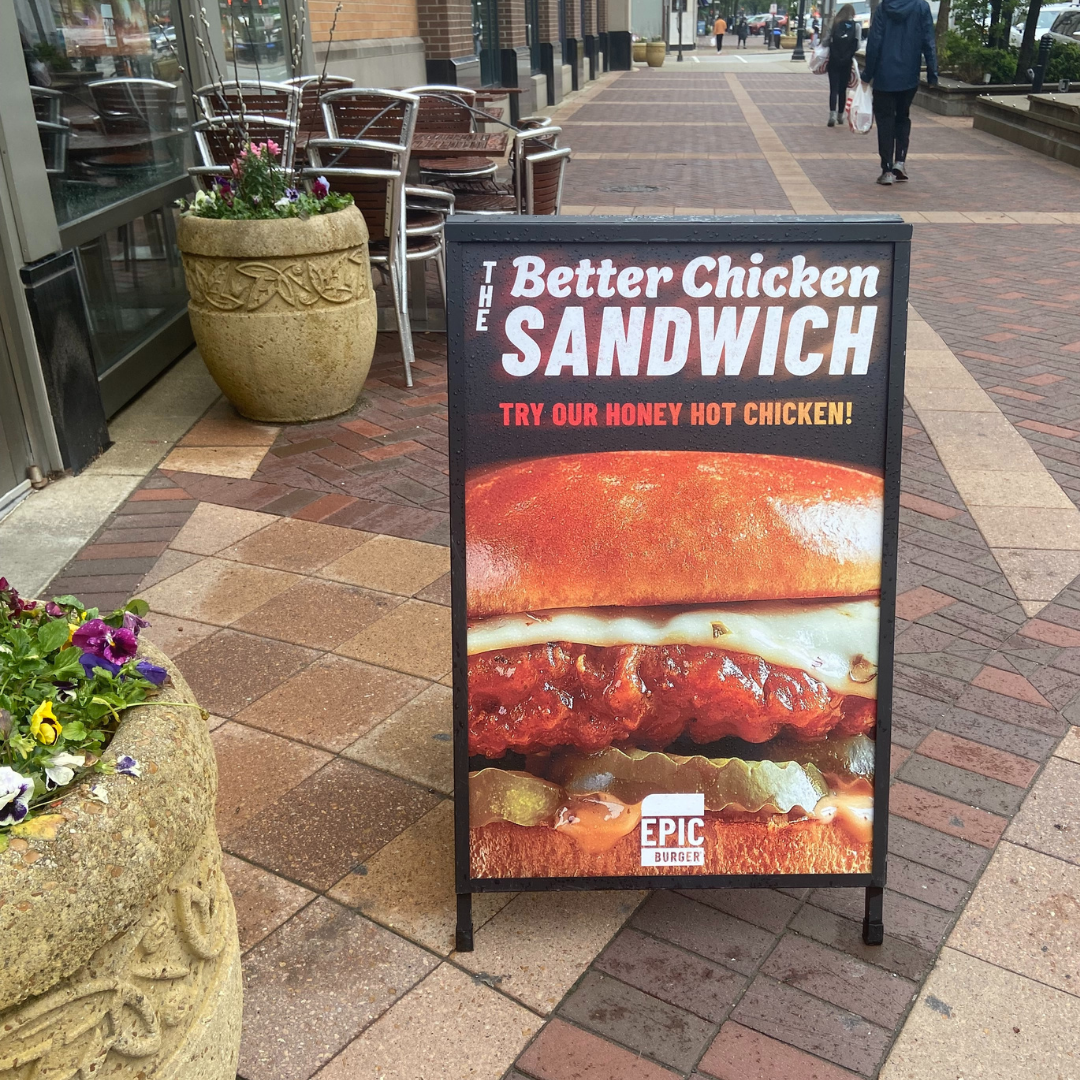 THE
Better Chicken
SANDWICH
TRY OUR HONEY HOT CHICKEN!
EPIC
BURGER